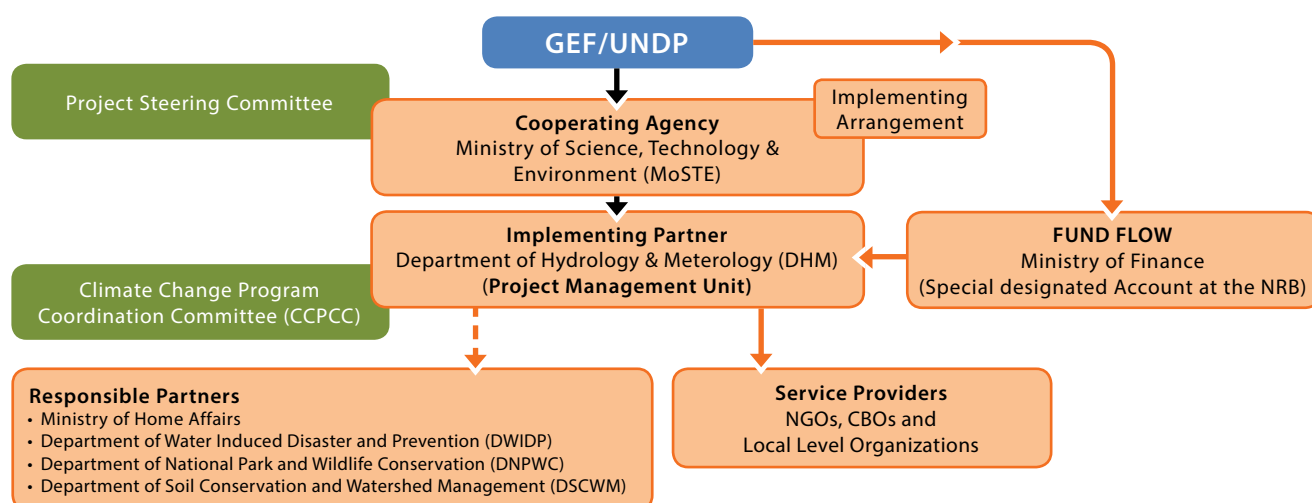 GEF/UNDP
Project Steering Committee
Implementing
Arrangement
Cooperating Agency
Ministry of Science, Technology &
Environment (MoSTE)
Implementing Partner
Department of Hydrology & Meterology (DHM)
(Project Management Unit)
FUND FLOW
Ministry of Finance
(Special designated Account at the NRB)
Climate Change Program
Coordination Committee (CCPCC)
Responsible Partners
• Ministry of Home Affairs
• Department of Water Induced Disaster and Prevention (DWIDP)
• Department of National Park and Wildlife Conservation (DNPWC)
• Department of Soil Conservation and Watershed Management (DSCWM)
Service Providers
NGOs, CBOs and
Local Level Organizations